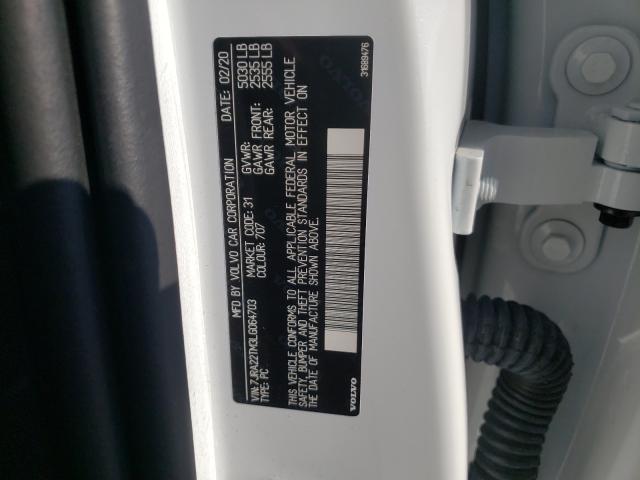 MFD BY VOLVO CAR CORPORATION DATE: 02/20
GVWR: 5030 LB
MARKET CODE: 31 GAWR FRONT: 2535 LB
COLOUR: 707 GAWR REAR: 2555 LB
VIN: 7JRA22TM3LG064703
TYPE: PC
THIS VEHICLE CONFORMS TO ALL APPLICABLE FEDERAL MOTOR VEHICLE
SAFETY, BUMPER AND THEFT PREVENTION STANDARDS IN EFFECT ON
THE DATE OF MANUFACTURE SHOWN ABOVE.
VOLVO
31689476